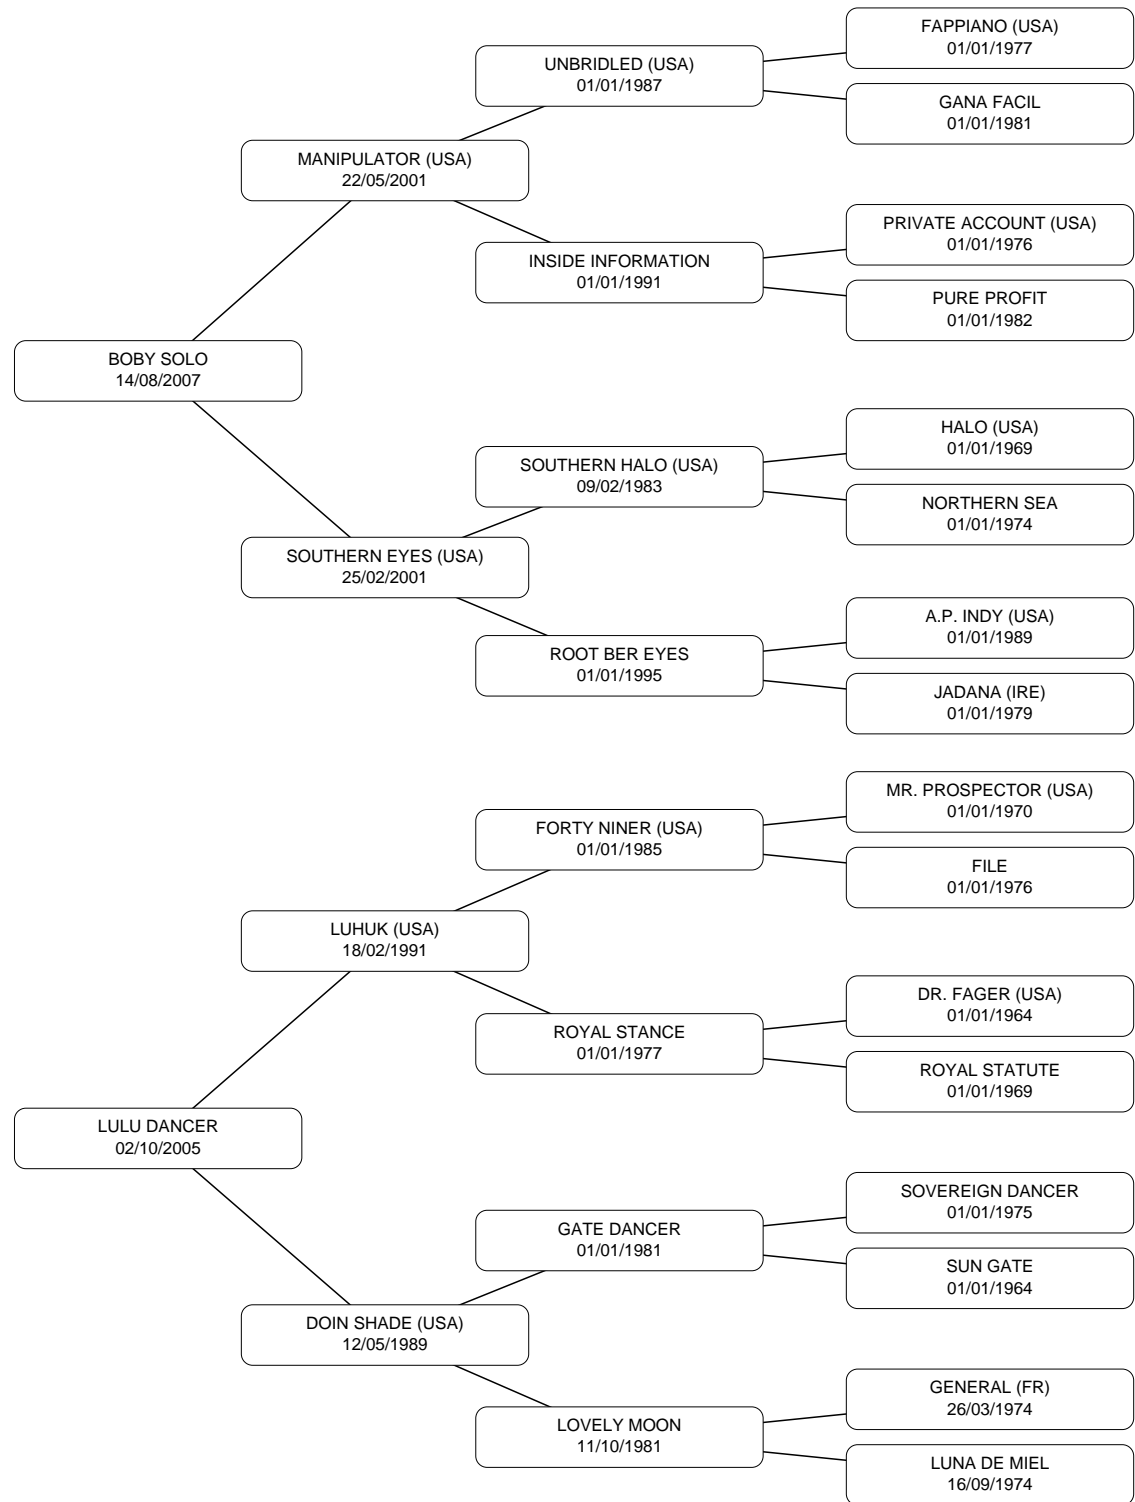 FAPPIANO (USA)
01/01/1977
UNBRIDLED (USA)
01/01/1987
GANA FACIL
01/01/1981
MANIPULATOR (USA)
22/05/2001
PRIVATE ACCOUNT (USA)
01/01/1976
INSIDE INFORMATION
01/01/1991
PURE PROFIT
01/01/1982
BOBY SOLO
14/08/2007
HALO (USA)
01/01/1969
SOUTHERN HALO (USA)
09/02/1983
NORTHERN SEA
01/01/1974
SOUTHERN EYES (USA)
25/02/2001
A.P. INDY (USA)
01/01/1989
ROOT BER EYES
01/01/1995
JADANA (IRE)
01/01/1979
MR. PROSPECTOR (USA)
01/01/1970
FORTY NINER (USA)
01/01/1985
FILE
01/01/1976
LUHUK (USA)
18/02/1991
DR. FAGER (USA)
01/01/1964
ROYAL STANCE
01/01/1977
ROYAL STATUTE
01/01/1969
LULU DANCER
02/10/2005
SOVEREIGN DANCER
01/01/1975
GATE DANCER
01/01/1981
SUN GATE
01/01/1964
DOIN SHADE (USA)
12/05/1989
GENERAL (FR)
26/03/1974
LOVELY MOON
11/10/1981
LUNA DE MIEL
16/09/1974